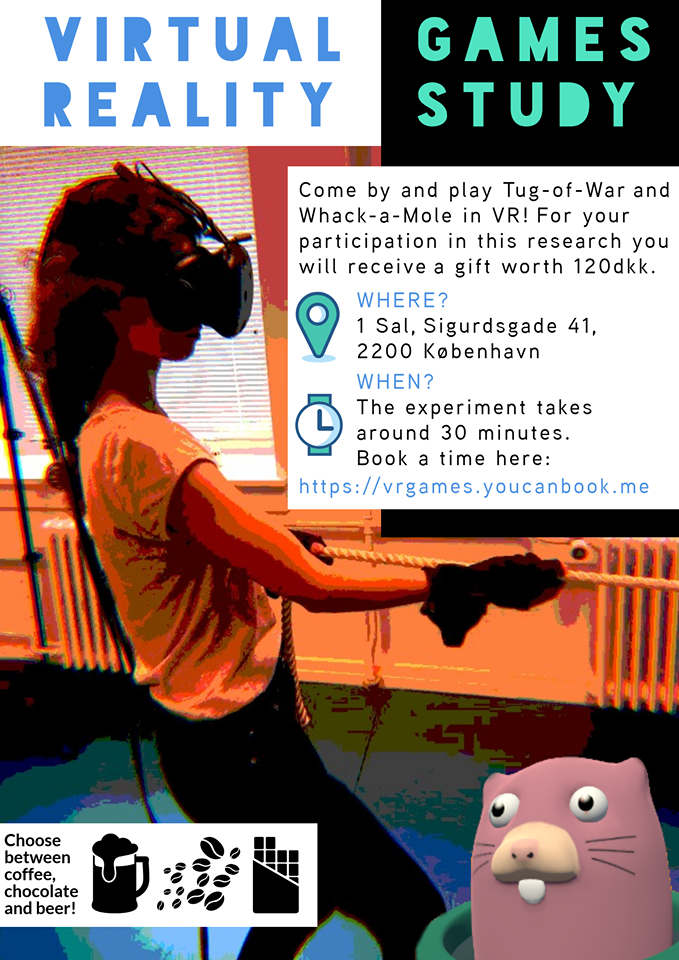 VIRTUAL
REALITY
GAMES
STUDY
Come by and play Tug-of-War and
Whack-a-Mole in VR! For your
participation in this research you
will receive a gift worth 120dkk.
WHERE?
1 Sal, Sigurdsgade 41,
2200 København
WHEN?
The experiment takes
around 30 minutes.
Book a time here:
https://vrgames.youcanbook.me
Choose
between
coffee,
chocolate
and beer!